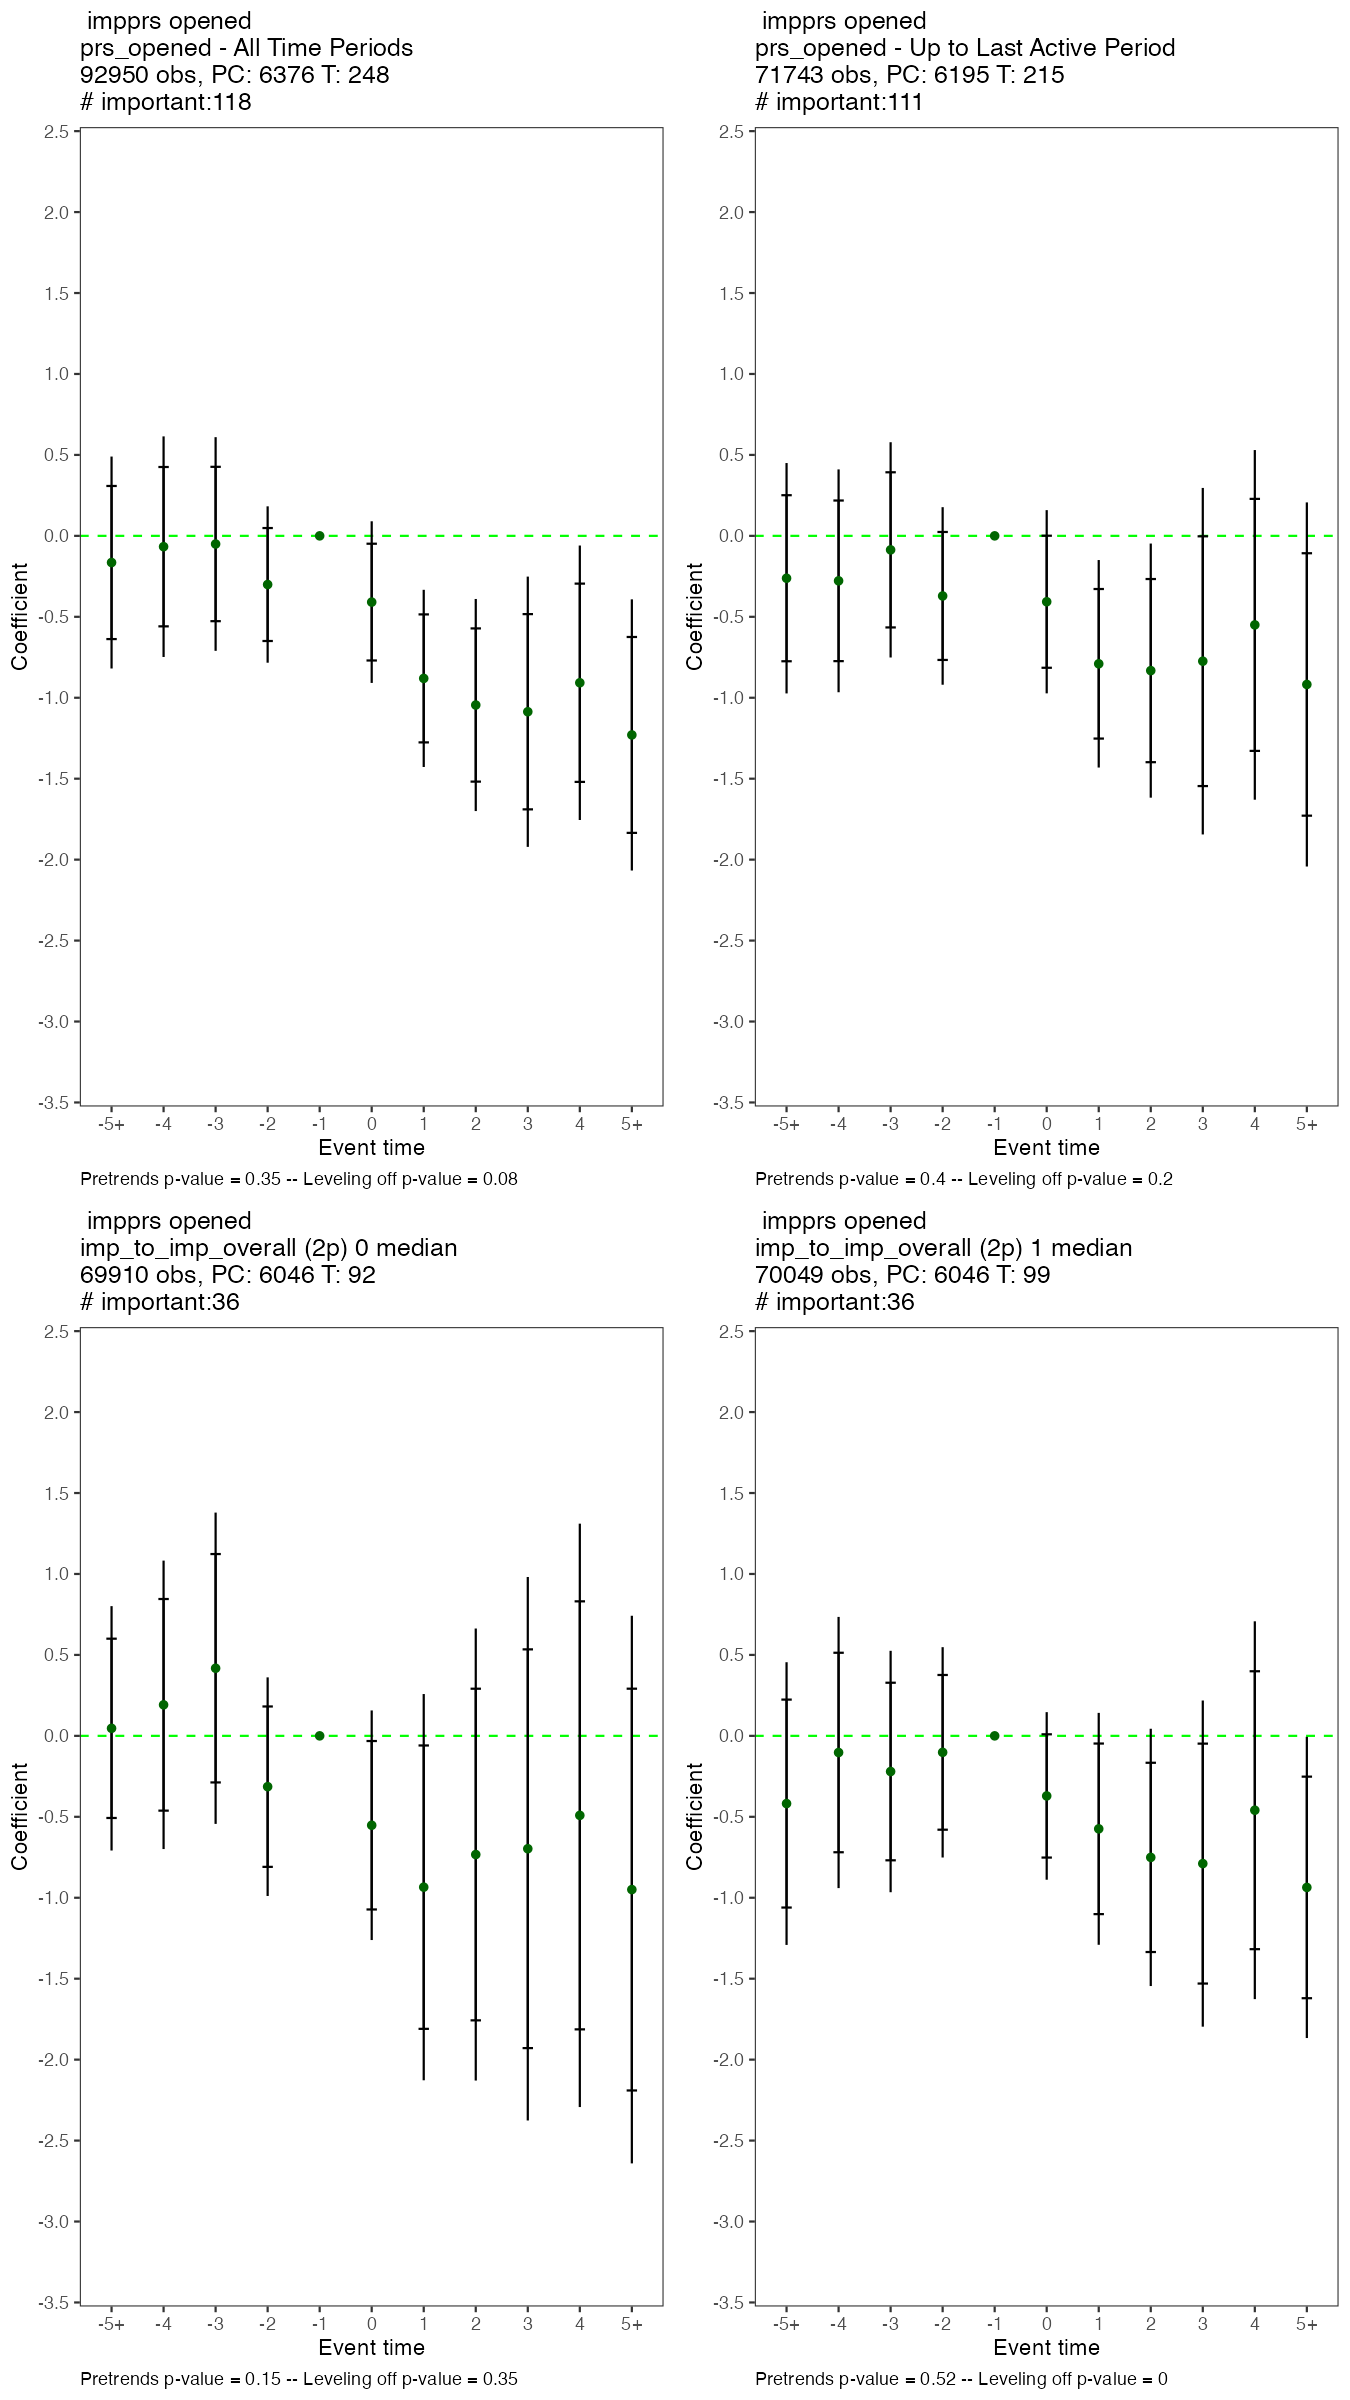 impprs opened
prs_opened - All Time Periods
92950 obs, PC: 6376 T: 248
# important:118
2.5
2.0
1.5
1.0
0.5
0.0
-0.5
-1.0
-1.5
-2.0
-2.5
-3.0
-3.5
Coefficient
-5+ -4 -3 -2 -1 0 1 2 3 4 5+
Event time
Pretrends p-value = 0.35 -- Leveling off p-value = 0.08
impprs opened
prs_opened - Up to Last Active Period
71743 obs, PC: 6195 T: 215
# important:111
2.5
2.0
1.5
1.0
0.5
0.0
-0.5
-1.0
-1.5
-2.0
-2.5
-3.0
-3.5
Coefficient
-5+ -4 -3 -2 -1 0 1 2 3 4 5+
Event time
Pretrends p-value = 0.4 -- Leveling off p-value = 0.2
impprs opened
imp_to_imp_overall (2p) 0 median
69910 obs, PC: 6046 T: 92
# important:36
2.5
2.0
1.5
1.0
0.5
0.0
-0.5
-1.0
-1.5
-2.0
-2.5
-3.0
-3.5
Coefficient
-5+ -4 -3 -2 -1 0 1 2 3 4 5+
Event time
Pretrends p-value = 0.15 -- Leveling off p-value = 0.35
impprs opened
imp_to_imp_overall (2p) 1 median
70049 obs, PC: 6046 T: 99
# important:36
2.5
2.0
1.5
1.0
0.5
0.0
-0.5
-1.0
-1.5
-2.0
-2.5
-3.0
-3.5
Coefficient
-5+ -4 -3 -2 -1 0 1 2 3 4 5+
Event time
Pretrends p-value = 0.52 -- Leveling off p-value = 0